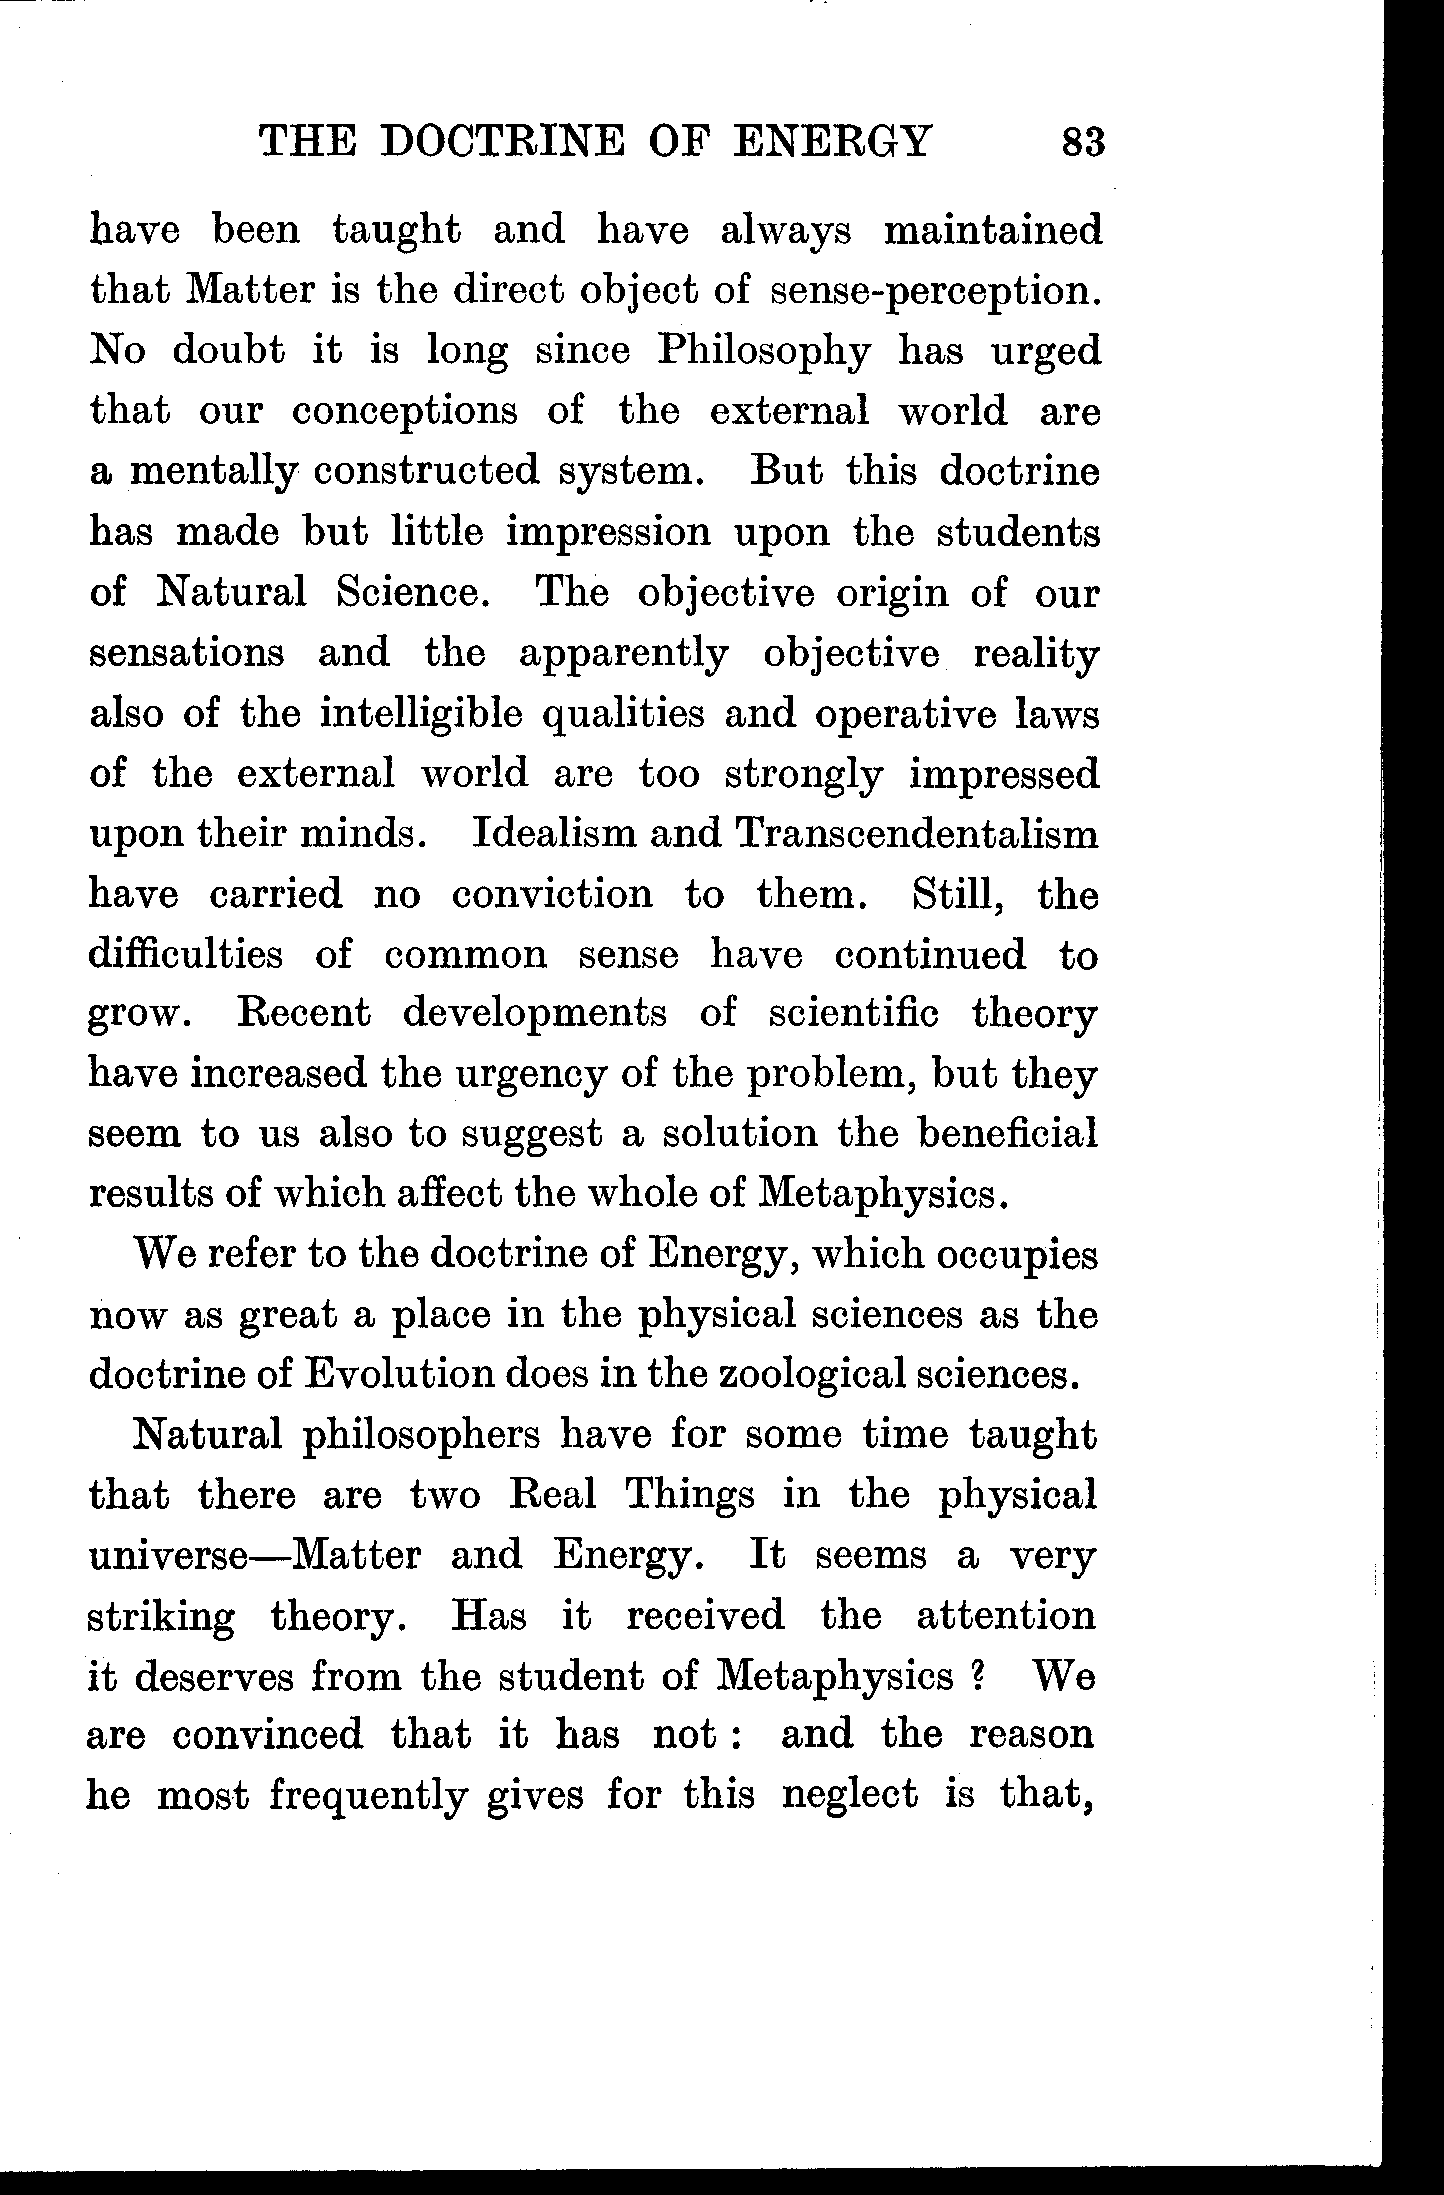 THE DOCTRINE OF ENERGY 83
have been taught and have always maintained
that Matter is the direct object of sense-perception.
No doubt it is long since Philosophy has urged
that our conceptions of the external world are
a mentally constructed system. But this doctrine
has made but little impression upon the students
of Natural Science. The objective origin of our
sensations and the apparently objective reality
also of the intelligible qualities and operative laws
of the external world are too strongly impressed
upon their minds. Idealism and Transcendentalism
have carried no conviction to them. Still, the
difficulties of common sense have continued to
grow. Recent developments of scientific theory
have increased the urgency of the problem, but they
seem to us also to suggest a solution the beneficial
results of which affect the whole of Metaphysics.
We refer to the doctrine of Energy, which occupies
now as great a place in the physical sciences as the
doctrine of Evolution does in the zoological sciences.
Natural philosophers have for some time taught
that there are two Real Things in the physical
universe—Matter and Energy. It seems a very
striking theory. Has it received the attention
it deserves from the student of Metaphysics ? We
are convinced that it has not : and the reason
he most frequently gives for this neglect is that,